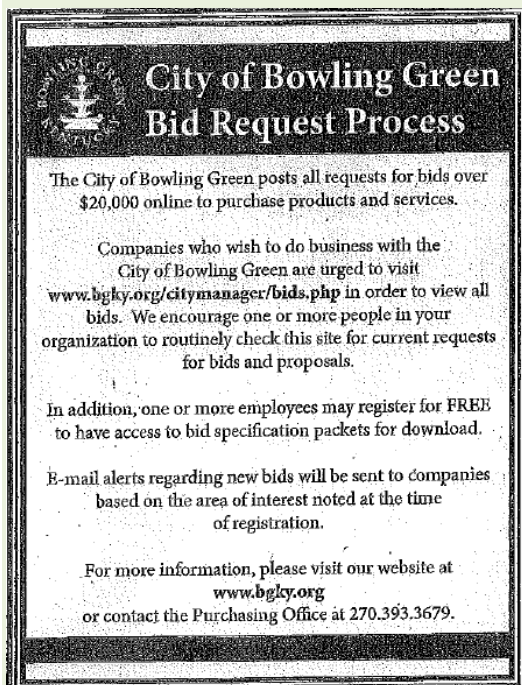 BOWLING GREEN
KENTUCKY
City of Bowling Green
Bid Request Process
The City of Bowling Green posts all requests for bids over
$20,000 online to purchase products and services.
Companies who wish to do business with the
City of Bowling Green are urged to visit
www.bgky.org/citymanager/bids.php in order to view all
bids. We encourage one or more people in your
organization to routinely check this site for current requests
for bids and proposals.
In addition, one or more employees may register for FREE
to have access to bid specification packets for download.
E-mail alerts regarding new bids will be sent to companies
based on the area of interest noted at the time
of registration.
For more information, please visit our website at
www.bgky.org
or contact the Purchasing Office at 270.393.3679.